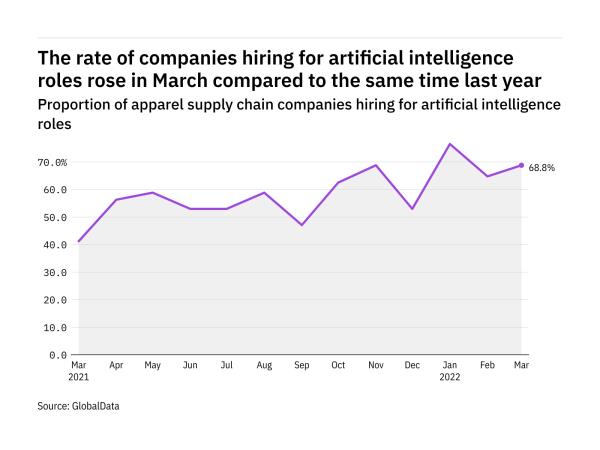 The rate of companies hiring for artificial intelligence
roles rose in March compared to the same time last year
Proportion of apparel supply chain companies hiring for artificial intelligence
roles
70.0%
68.8%
60.0
50.0
40.0
30.0
20.0
10.0
0.0
Mar Apr May Jun Jul Aug Sep Oct Nov Dec Jan Feb Mar
2021 2022
Source: GlobalData